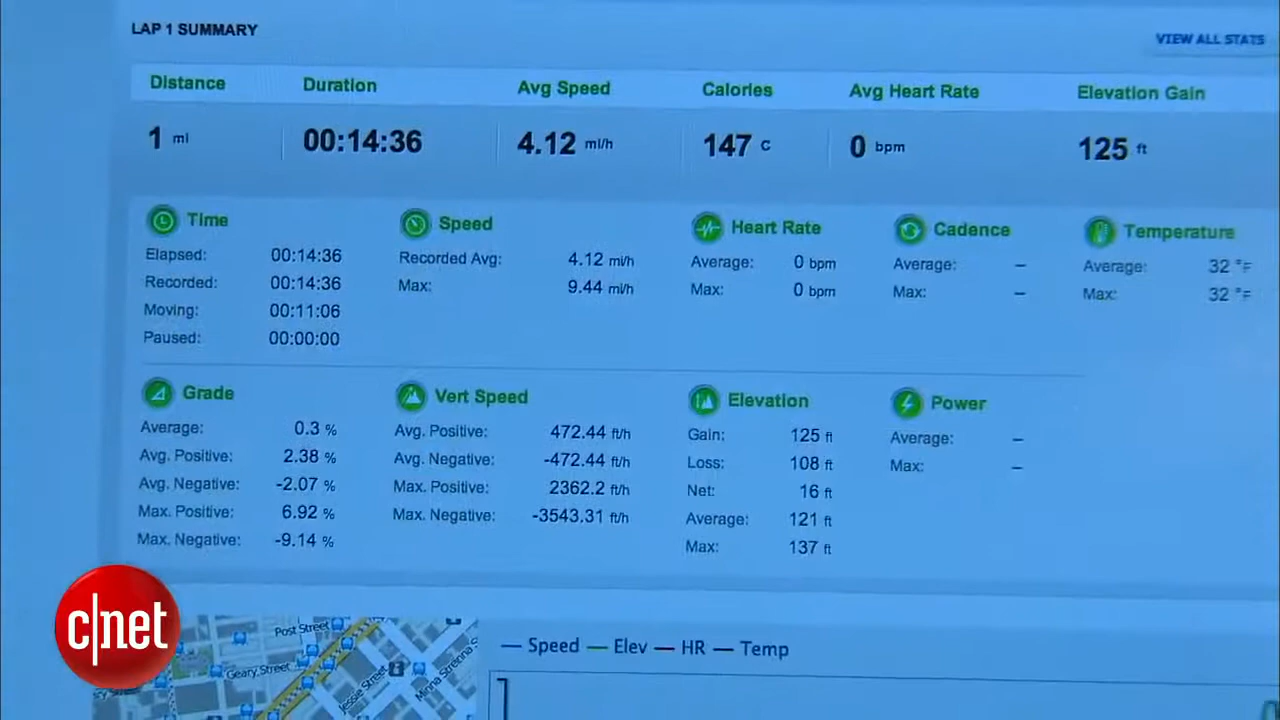 LAP 1 SUMMARY
VIEW ALL STATS
Distance Duration Avg Speed Calories Avg Heart Rate Elevation Gain
1 mi 00:14:36 4.12 mi/h 147 C 0 bpm 125 ft
Time Speed Heart Rate Cadence Temperature
Elapsed: 00:14:36 Recorded Avg: 4.12 mi/h Average: 0 bpm Average: – Average: 32 °F
Recorded: 00:14:36 Max: 9.44 mi/h Max: 0 bpm Max: – Max: 32 °F
Moving: 00:11:06
Paused: 00:00:00
Grade Vert Speed Elevation Power
Average: 0.3 % Avg. Positive: 472.44 ft/h Gain: 125 ft Average: –
Avg. Positive: 2.38 % Avg. Negative: -472.44 ft/h Loss: 108 ft Max: –
Avg. Negative: -2.07 % Max. Positive: 2362.2 ft/h Net: 16 ft
Max. Positive: 6.92 % Max. Negative: -3543.31 ft/h Average: 121 ft
Max. Negative: -9.14 % Max: 137 ft
c|net
Post Street
Geary Street
Jessie Street
Minna Street
Speed Elev HR Temp